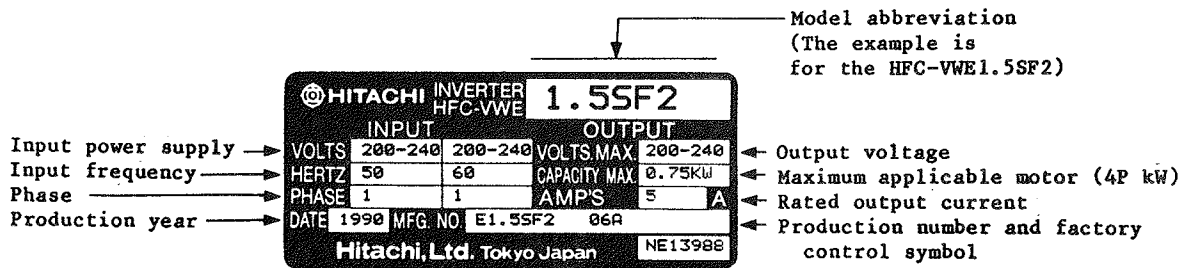 Model abbreviation
(The example is
for the HFC-VWE1.5SF2)
HITACHI INVERTER HFC-VWE 1.5SF2
INPUT OUTPUT
Input power supply VOLTS 200-240 200-240 VOLTS MAX 200-240 Output voltage
Input frequency HERTZ 50 60 CAPACITY MAX 0.75KW Maximum applicable motor (4P kW)
Phase PHASE 1 1 AMP'S 5 A Rated output current
Production year DATE 1990 MFG. NO. E1.5SF2 06A Production number and factory
control symbol
Hitachi, Ltd. Tokyo Japan NE13988